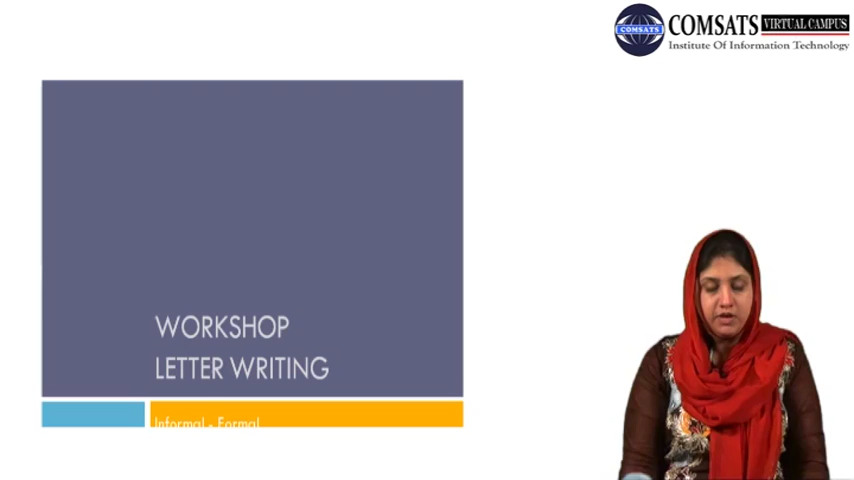 COMSATS VIRTUAL CAMPUS
COMSATS
Institute Of Information Technology
WORKSHOP
LETTER WRITING
Informal - Formal